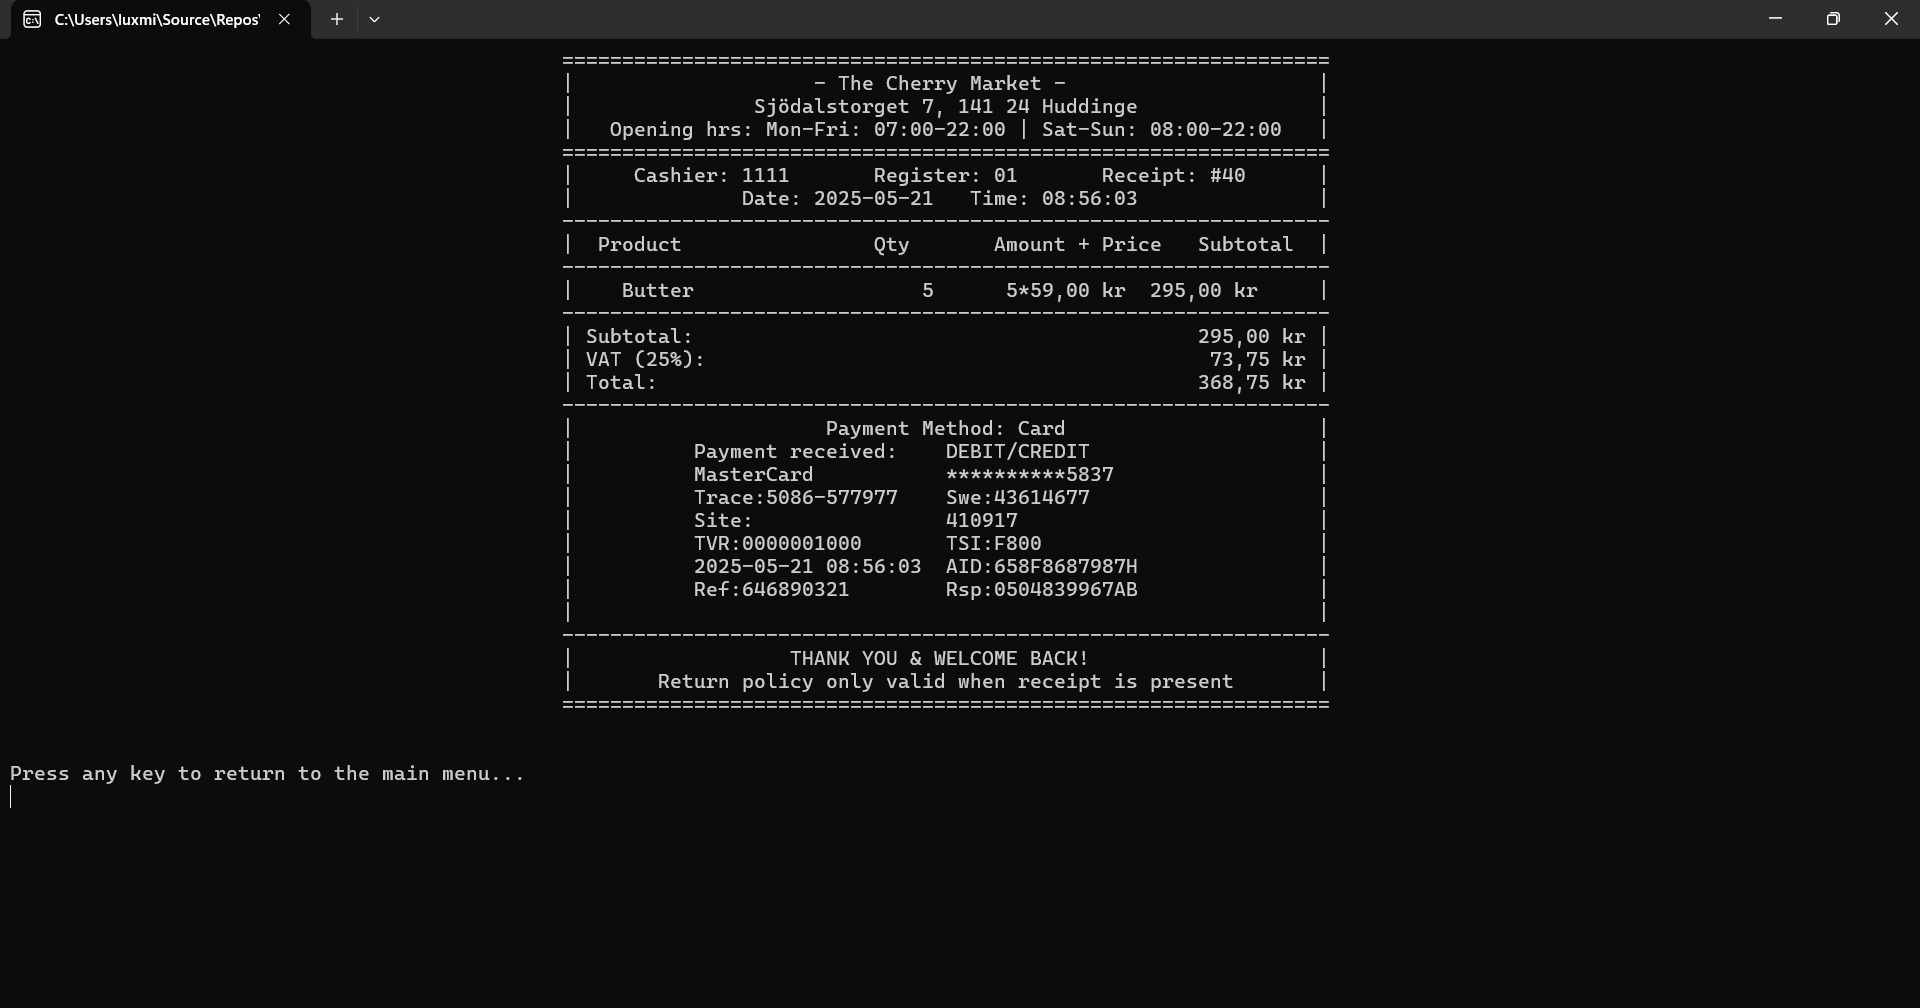 C:\Users\luxmi\Source\Repos'
================================================================
| - The Cherry Market - |
| Sjödalstorget 7, 141 24 Huddinge |
| Opening hrs: Mon-Fri: 07:00-22:00 | Sat-Sun: 08:00-22:00 |
================================================================
| Cashier: 1111 Register: 01 Receipt: #40 |
| Date: 2025-05-21 Time: 08:56:03 |
----------------------------------------------------------------
| Product Qty Amount + Price Subtotal |
----------------------------------------------------------------
| Butter 5 5*59,00 kr 295,00 kr |
----------------------------------------------------------------
| Subtotal: 295,00 kr |
| VAT (25%): 73,75 kr |
| Total: 368,75 kr |
----------------------------------------------------------------
| Payment Method: Card |
| Payment received: DEBIT/CREDIT |
| MasterCard **********5837 |
| Trace:5086-577977 Swe:43614677 |
| Site: 410917 |
| TVR:0000001000 TSI:F800 |
| 2025-05-21 08:56:03 AID:658F8687987H |
| Ref:646890321 Rsp:0504839967AB |
| |
----------------------------------------------------------------
| THANK YOU & WELCOME BACK! |
| Return policy only valid when receipt is present |
================================================================
Press any key to return to the main menu...